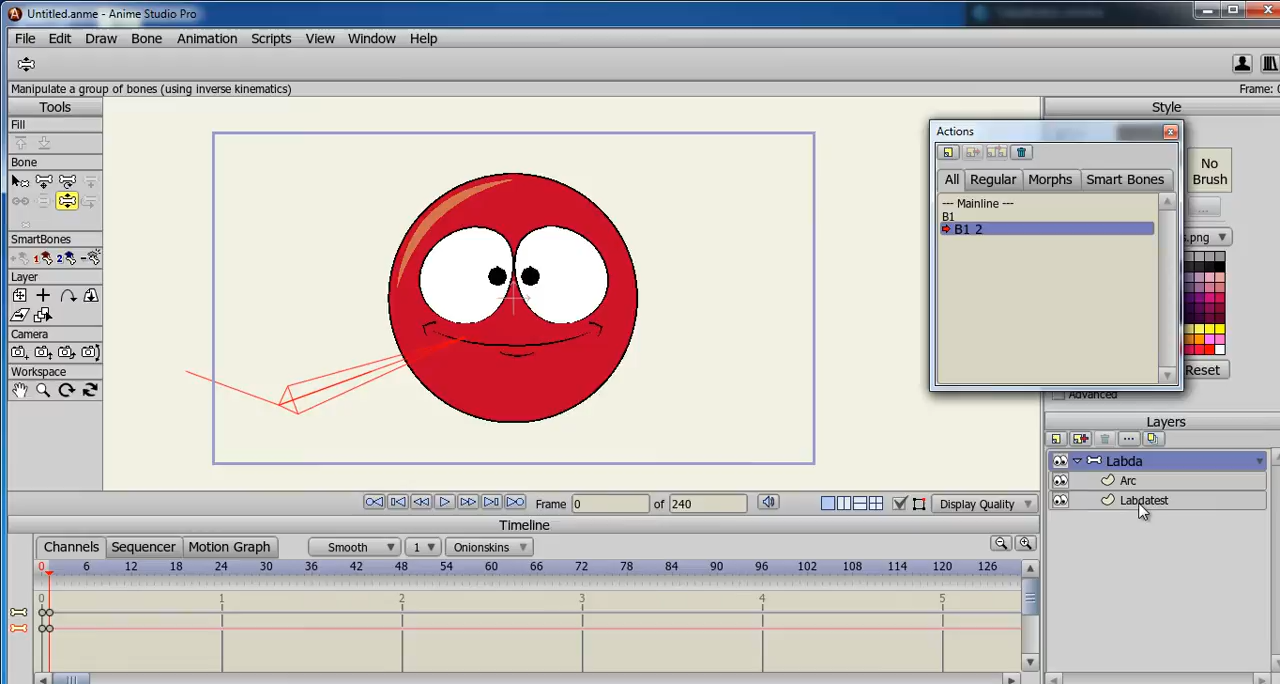 Untitled.anme - Anime Studio Pro
File Edit Draw Bone Animation Scripts View Window Help
Manipulate a group of bones (using inverse kinematics)
Frame: 0
Tools
Fill
Bone
SmartBones
1 2
Layer
Camera
Workspace
Style
No
Brush
...
s.png
Reset
Advanced
Actions
All Regular Morphs Smart Bones
--- Mainline ---
B1
B1 2
Layers
Labda
Arc
Labdatest
Frame 0 of 240 Display Quality
Timeline
Channels Sequencer Motion Graph Smooth 1 Onionskins
0 6 12 18 24 30 36 42 48 54 60 66 72 78 84 90 96 102 108 114 120 126
0 1 2 3 4 5